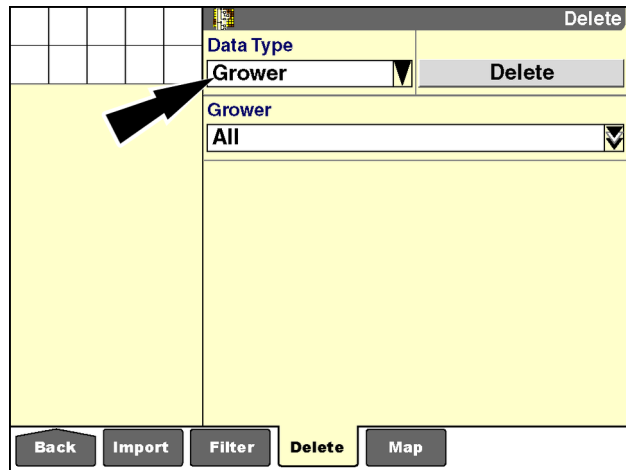 Delete
Data Type
Grower
Delete
Grower
All
Back Import Filter Delete Map